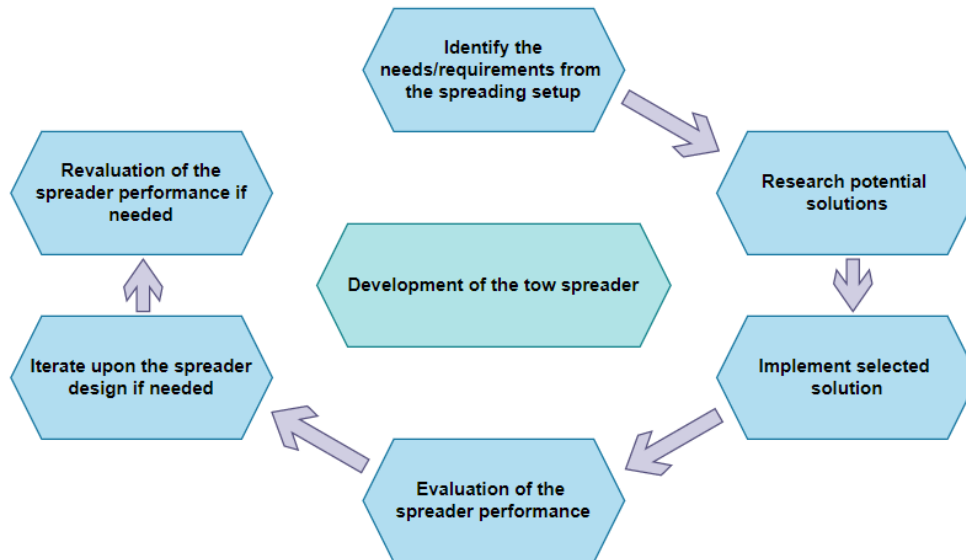 Identify the
needs/requirements from
the spreading setup
Research potential
solutions
Implement selected
solution
Evaluation of the
spreader performance
Iterate upon the spreader
design if needed
Revaluation of the
spreader performance if
needed
Development of the tow spreader